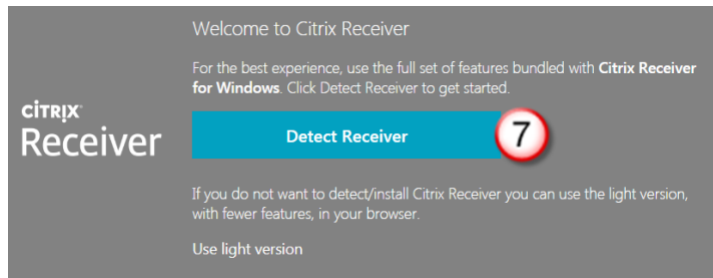 Welcome to Citrix Receiver
For the best experience, use the full set of features bundled with Citrix Receiver
for Windows. Click Detect Receiver to get started.
CİTRIX
Receiver
Detect Receiver
7
If you do not want to detect/install Citrix Receiver you can use the light version,
with fewer features, in your browser.
Use light version